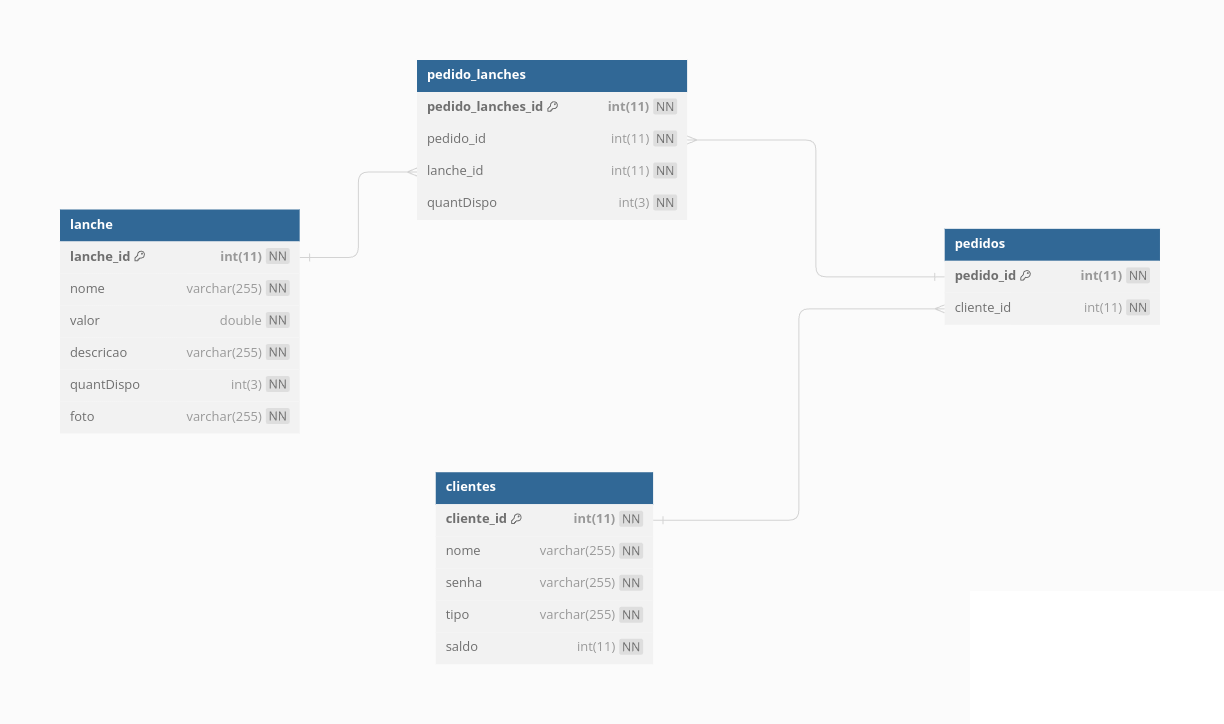 pedido_lanches
pedido_lanches_id int(11) NN
pedido_id int(11) NN
lanche_id int(11) NN
quantDispo int(3) NN
lanche
lanche_id int(11) NN
nome varchar(255) NN
valor double NN
descricao varchar(255) NN
quantDispo int(3) NN
foto varchar(255) NN
pedidos
pedido_id int(11) NN
cliente_id int(11) NN
clientes
cliente_id int(11) NN
nome varchar(255) NN
senha varchar(255) NN
tipo varchar(255) NN
saldo int(11) NN